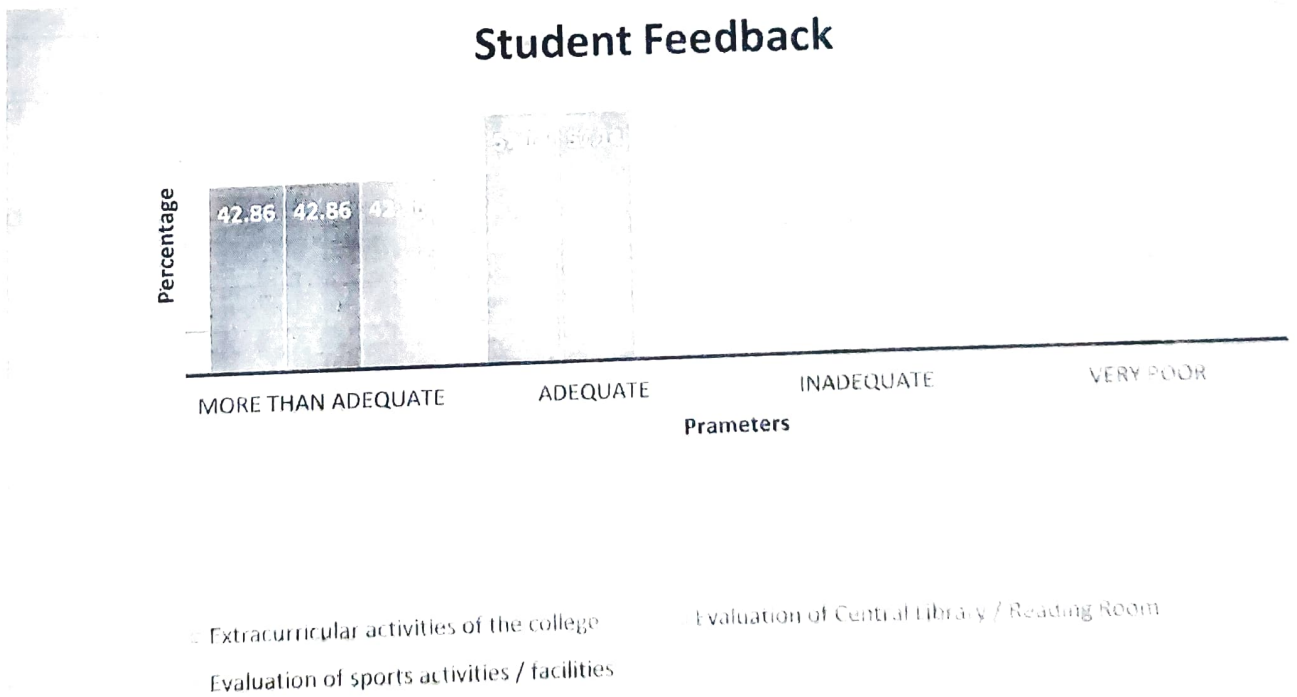 Student Feedback
Percentage
42.86 42.86
MORE THAN ADEQUATE
ADEQUATE
INADEQUATE
VERY POOR
Prameters
Extracurricular activities of the college
Evaluation of Central Library / Reading Room
Evaluation of sports activities / facilities